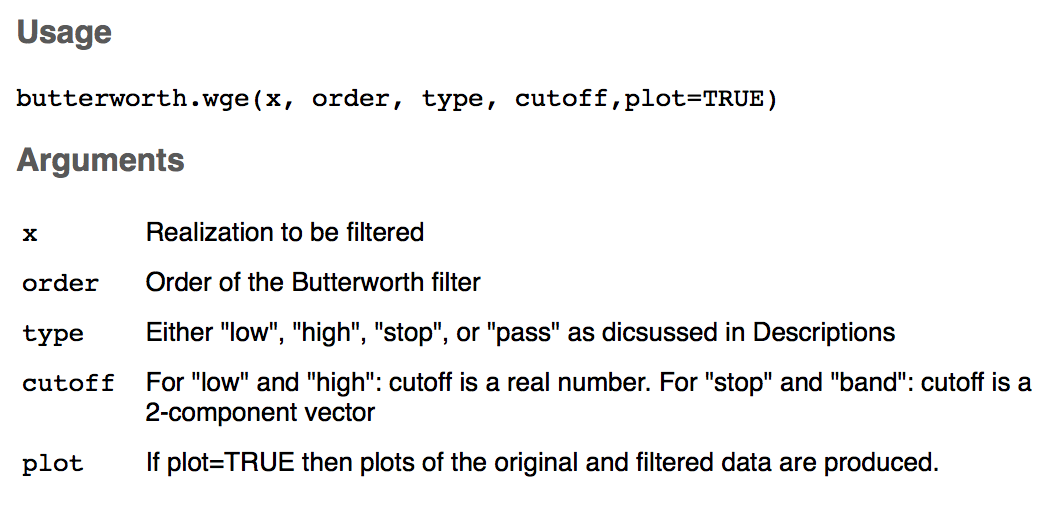 Usage
butterworth.wge(x, order, type, cutoff,plot=TRUE)
Arguments
x Realization to be filtered
order Order of the Butterworth filter
type Either "low", "high", "stop", or "pass" as dicsussed in Descriptions
cutoff For "low" and "high": cutoff is a real number. For "stop" and "band": cutoff is a
2-component vector
plot If plot=TRUE then plots of the original and filtered data are produced.